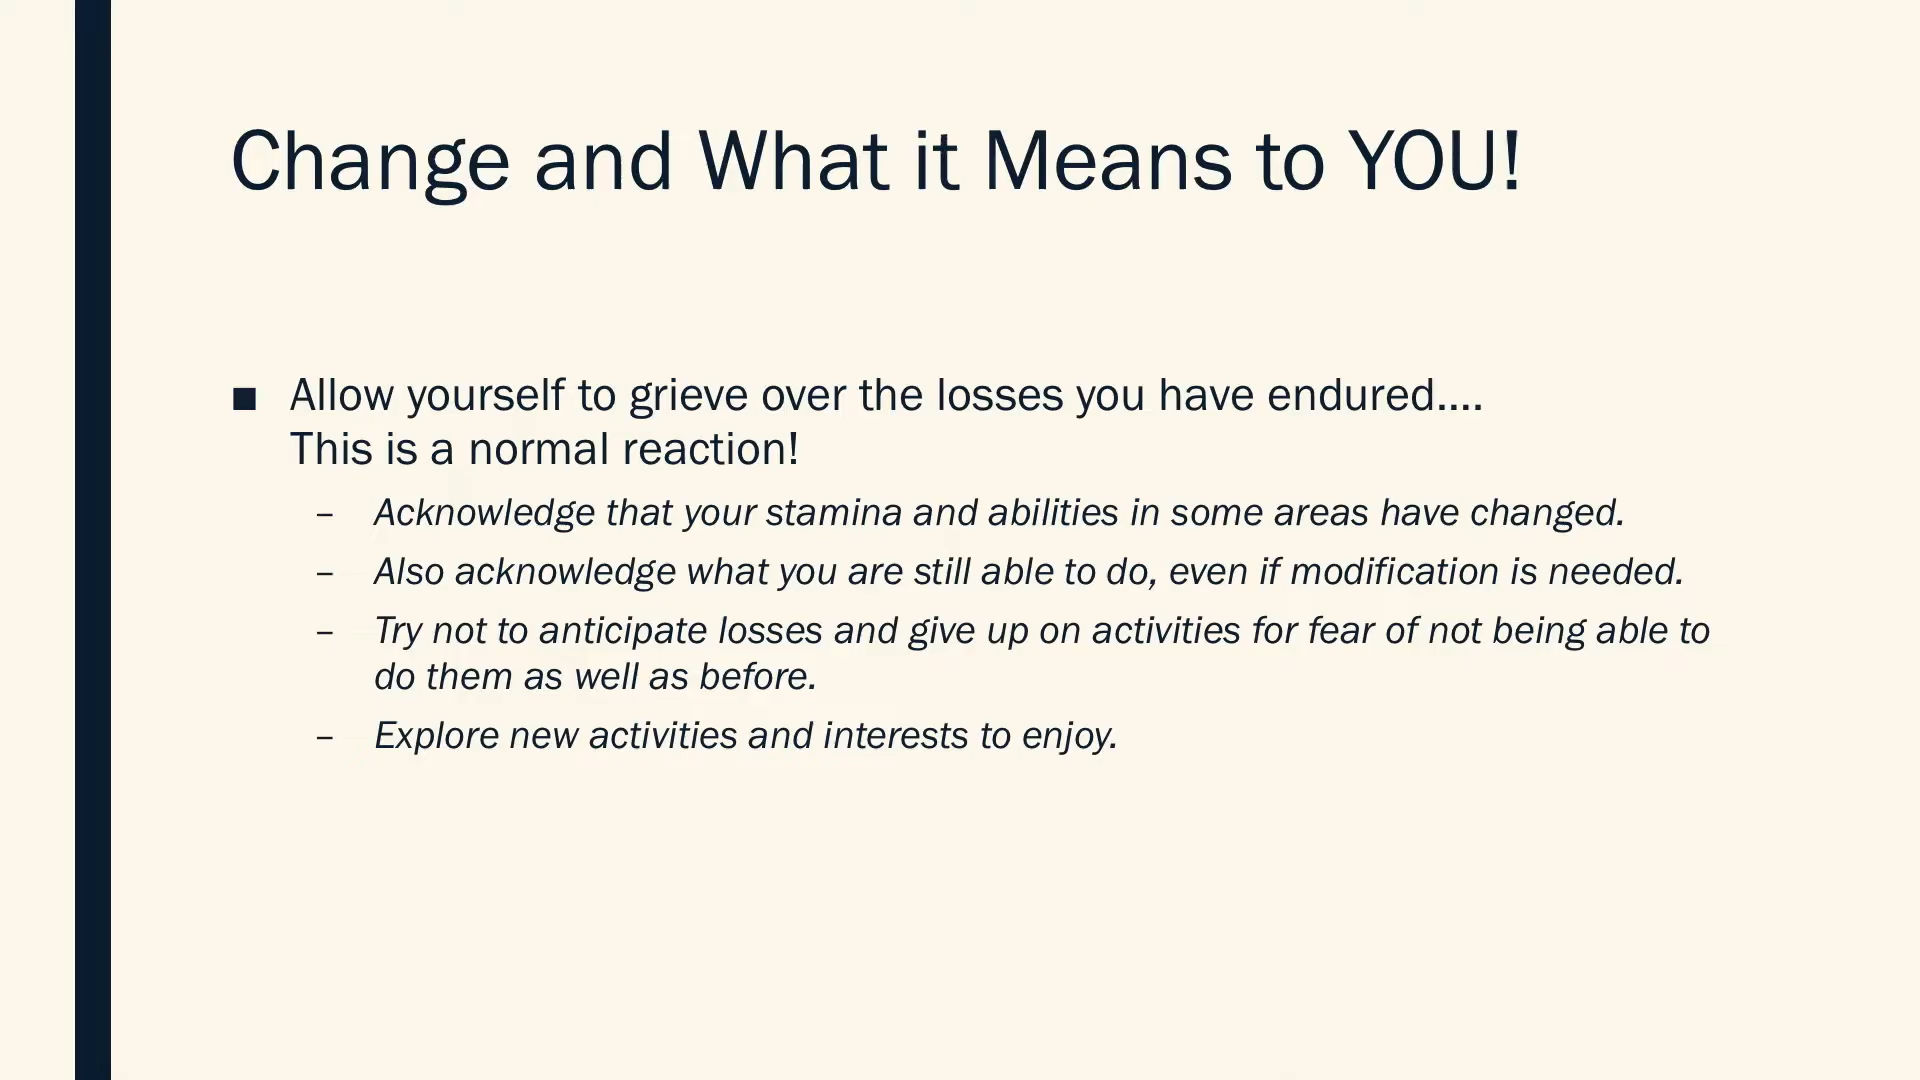 Change and What it Means to YOU!
■ Allow yourself to grieve over the losses you have endured....
This is a normal reaction!
– Acknowledge that your stamina and abilities in some areas have changed.
– Also acknowledge what you are still able to do, even if modification is needed.
– Try not to anticipate losses and give up on activities for fear of not being able to
do them as well as before.
– Explore new activities and interests to enjoy.